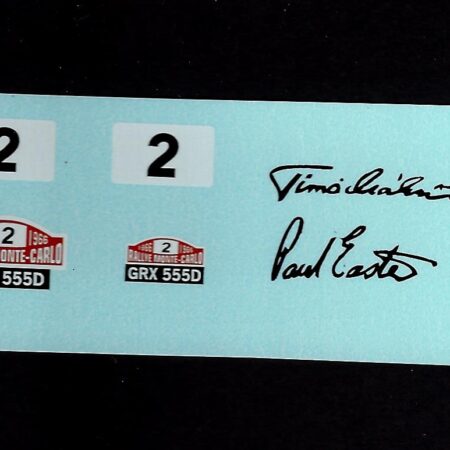 2
2
Timo Mäkinen
Paul Easter
1966
2
MONTE-CARLO
555D
1966 1966
2
RALLYE MONTE-CARLO
GRX 555D